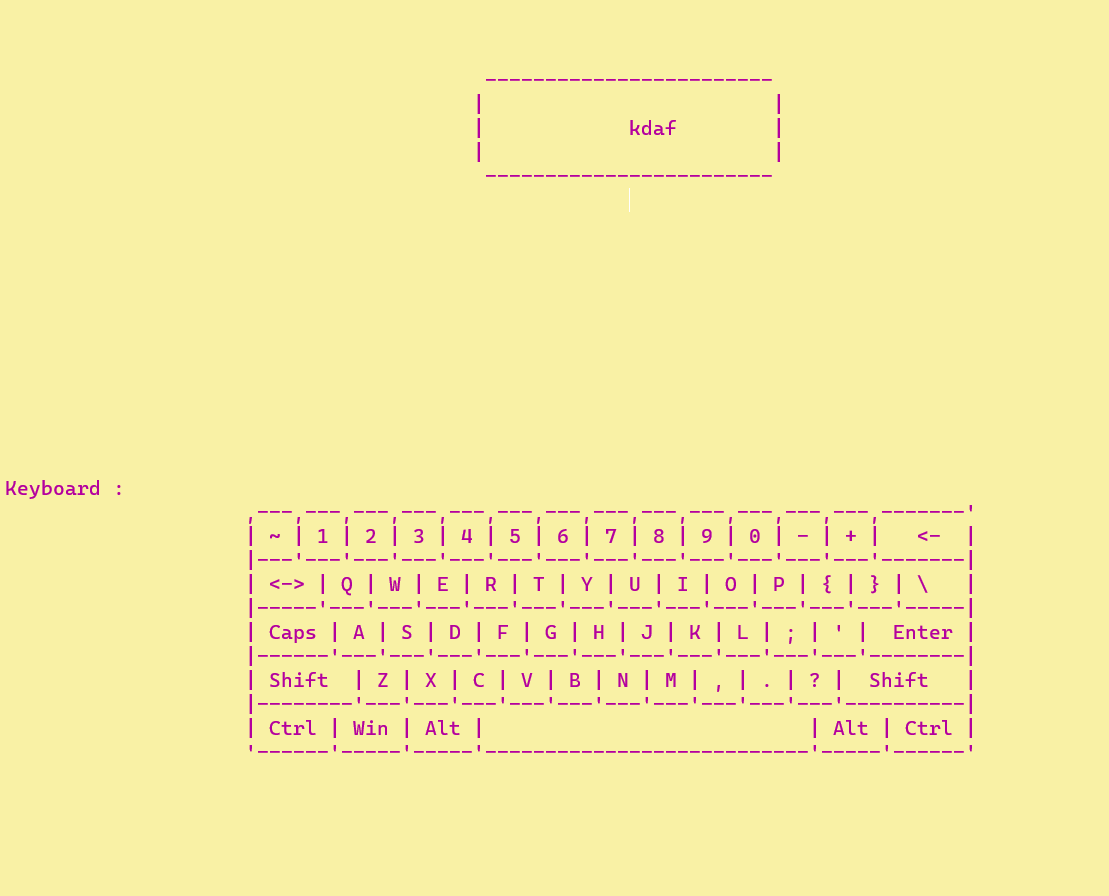 ------------------------
|                        |
|            kdaf        |
|                        |
------------------------
Keyboard :
,---,---,---,---,---,---,---,---,---,---,---,---,---,-------'
| ~ | 1 | 2 | 3 | 4 | 5 | 6 | 7 | 8 | 9 | 0 | - | + |   <-  |
|---'---'---'---'---'---'---'---'---'---'---'---'---'-------|
| <-> | Q | W | E | R | T | Y | U | I | O | P | { | } | \   |
|-----'---'---'---'---'---'---'---'---'---'---'---'---'-----|
| Caps | A | S | D | F | G | H | J | K | L | ; | ' |  Enter |
|------'---'---'---'---'---'---'---'---'---'---'---'--------|
| Shift  | Z | X | C | V | B | N | M | , | . | ? |  Shift   |
|--------'---'---'---'---'---'---'---'---'---'---'----------|
| Ctrl | Win | Alt |                           | Alt | Ctrl |
'------'-----'-----'---------------------------'-----'------'